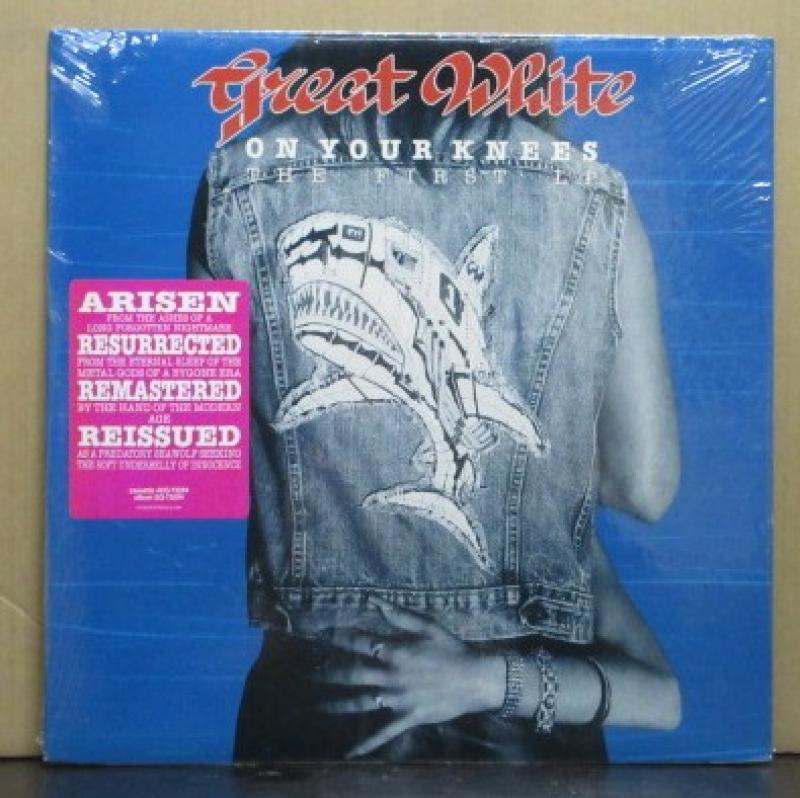 Great White
ON YOUR KNEES
THE FIRST LP
ARISEN
FROM THE ASHES OF A
LONG FORGOTTEN NIGHTMARE
RESURRECTED
FROM THE ETERNAL SLEEP OF THE
METAL GODS OF A BYGONE ERA
REMASTERED
BY THE HAND OF THE MODERN
AGE
REISSUED
AS A PREDATORY SEAWOLF SEEKING
THE SOFT UNDERBELLY OF INNOCENCE